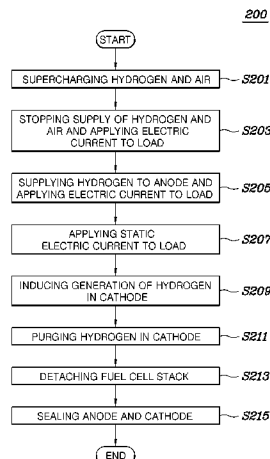 200
START
SUPERCHARGING HYDROGEN AND AIR
S201
STOPPING SUPPLY OF HYDROGEN AND
AIR AND APPLYING ELECTRIC
CURRENT TO LOAD
S203
SUPPLYING HYDROGEN TO ANODE AND
APPLYING ELECTRIC CURRENT TO LOAD
S205
APPLYING STATIC
ELECTRIC CURRENT TO LOAD
S207
INDUCING GENERATION OF HYDROGEN
IN CATHODE
S209
PURGING HYDROGEN IN CATHODE
S211
DETACHING FUEL CELL STACK
S213
SEALING ANODE AND CATHODE
S215
END